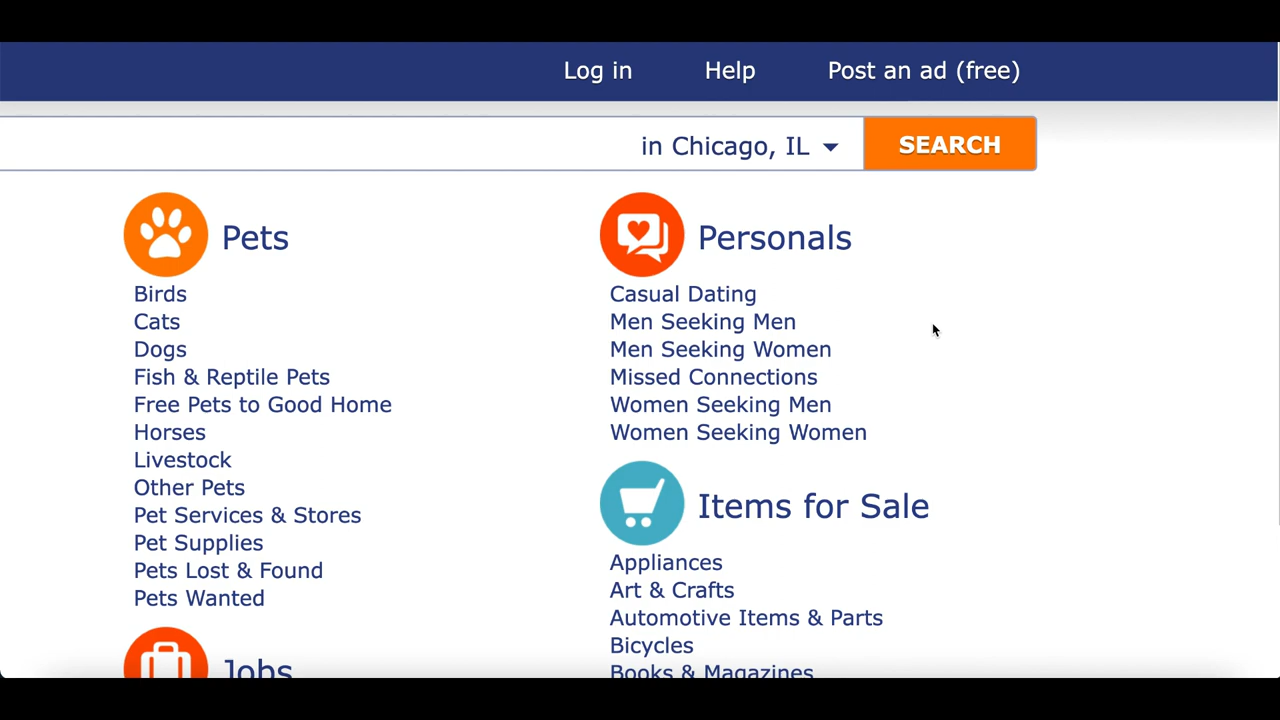 Log in Help Post an ad (free)
in Chicago, IL SEARCH
Pets
Birds
Cats
Dogs
Fish & Reptile Pets
Free Pets to Good Home
Horses
Livestock
Other Pets
Pet Services & Stores
Pet Supplies
Pets Lost & Found
Pets Wanted
Jobs
Personals
Casual Dating
Men Seeking Men
Men Seeking Women
Missed Connections
Women Seeking Men
Women Seeking Women
Items for Sale
Appliances
Art & Crafts
Automotive Items & Parts
Bicycles
Books & Magazines